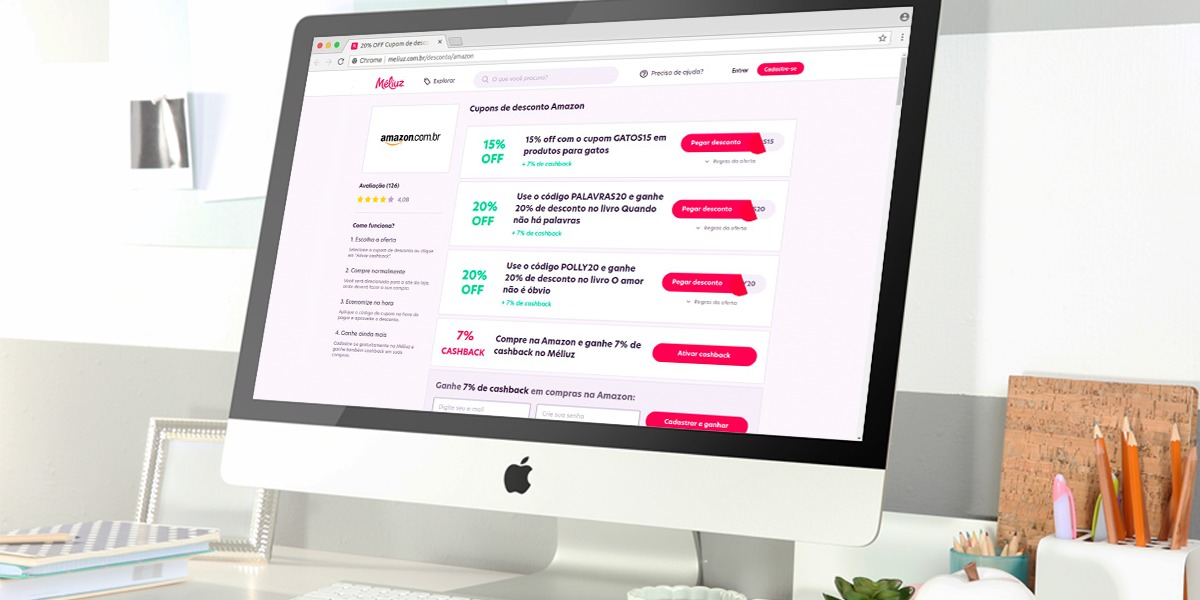 20% OFF Cupom de desc
Chrome | meliuz.com.br/desconto/amazon
Méliuz
Explorar
O que você procura?
Precisa de ajuda?
Entrar
Cadastre-se
amazon.com.br
Avaliação (126)
4,08
Como funciona?
1. Escolha a oferta
Selecione o cupom de desconto ou clique
em "Ativar cashback".
2. Compre normalmente
Você será direcionado para o site da loja,
onde deverá fazer a sua compra.
3. Economize na hora
Aplique o código de cupom na hora de
pagar e aproveite o desconto.
4. Ganhe ainda mais
Cadastre-se gratuitamente no Méliuz e
ganhe também cashback em suas
compras.
Cupons de desconto Amazon
15%
OFF
15% off com o cupom GATOS15 em
produtos para gatos
+ 7% de cashback
Pegar desconto
S15
Regras da oferta
20%
OFF
Use o código PALAVRAS20 e ganhe
20% de desconto no livro Quando
não há palavras
+ 7% de cashback
Pegar desconto
S20
Regras da oferta
20%
OFF
Use o código POLLY20 e ganhe
20% de desconto no livro O amor
não é óbvio
+ 7% de cashback
Pegar desconto
Y20
Regras da oferta
7%
CASHBACK
Compre na Amazon e ganhe 7% de
cashback no Méliuz
Ativar cashback
Ganhe 7% de cashback em compras na Amazon:
Digite seu e-mail
Crie sua senha
Cadastrar e ganhar